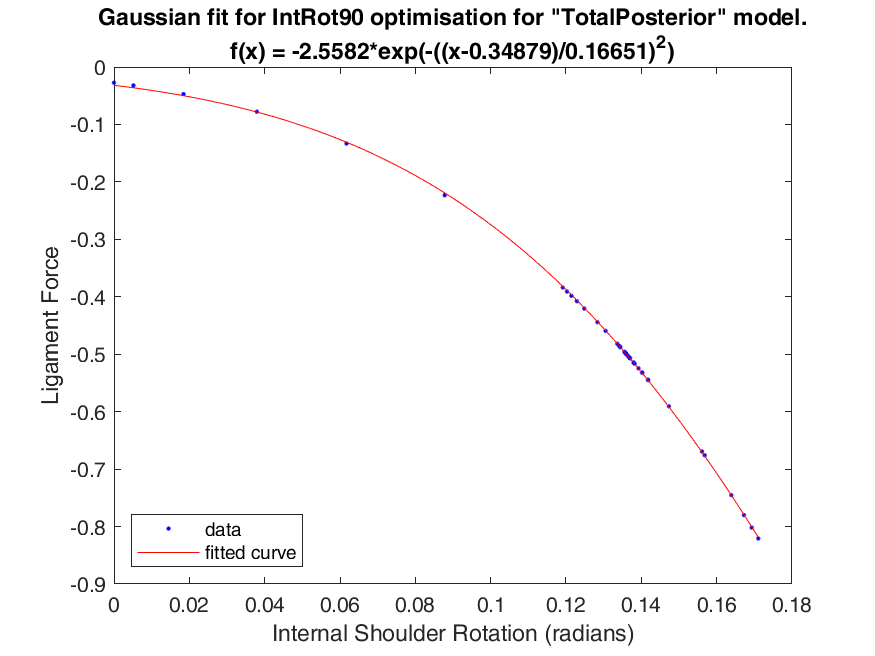 Gaussian fit for IntRot90 optimisation for "TotalPosterior" model.
f(x) = -2.5582*exp(-((x-0.34879)/0.16651)²)
0
-0.1
-0.2
-0.3
-0.4
-0.5
-0.6
-0.7
-0.8
-0.9
Ligament Force
data
fitted curve
0 0.02 0.04 0.06 0.08 0.1 0.12 0.14 0.16 0.18
Internal Shoulder Rotation (radians)